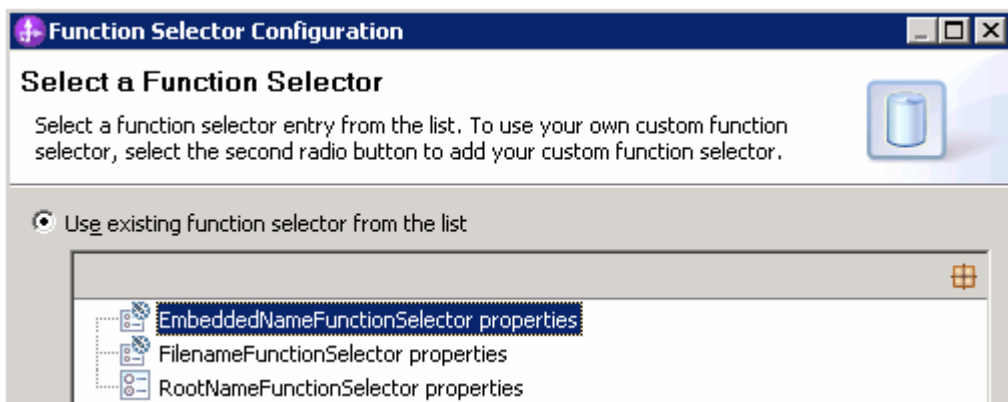 Function Selector Configuration
Select a Function Selector
Select a function selector entry from the list. To use your own custom function
selector, select the second radio button to add your custom function selector.
Use existing function selector from the list
EmbeddedNameFunctionSelector properties
FilenameFunctionSelector properties
RootNameFunctionSelector properties